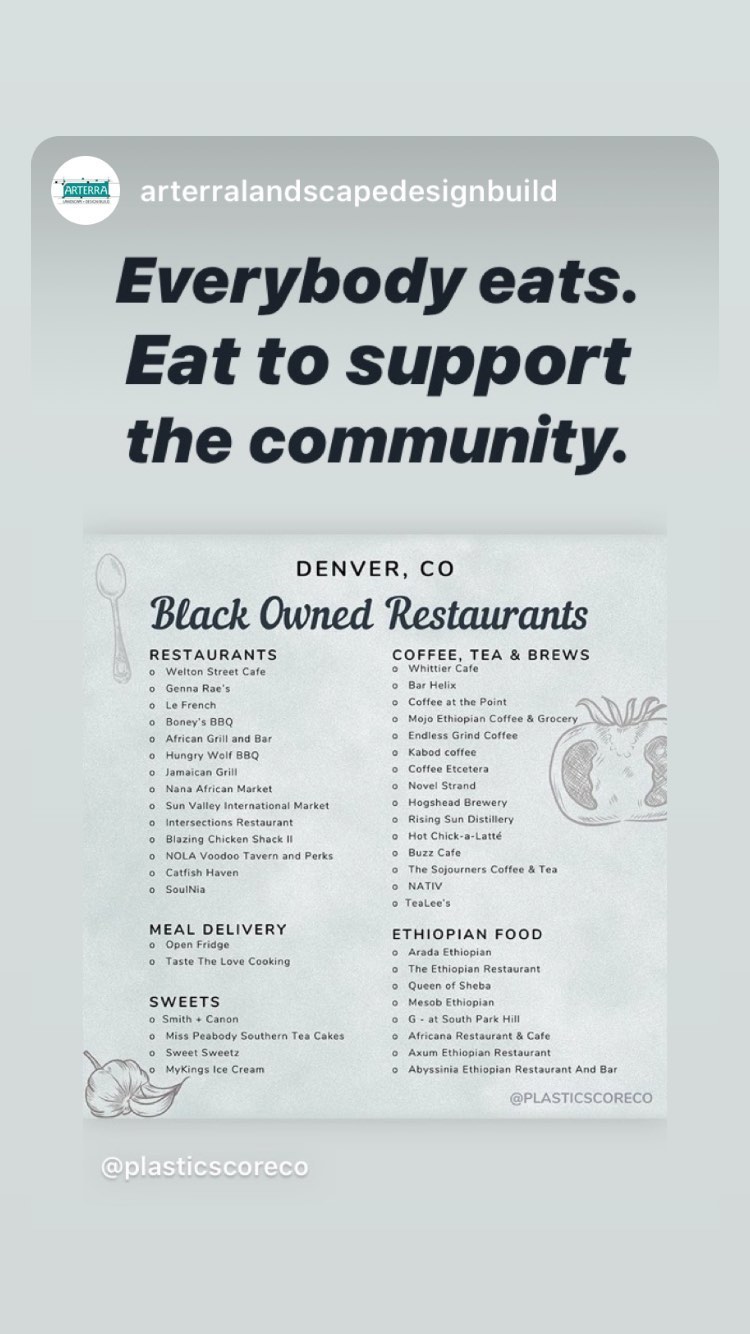 ARTERRA
arterralandscapedesignbuild
Everybody eats.
Eat to support
the community.
DENVER, CO
Black Owned Restaurants
RESTAURANTS
o Welton Street Cafe
o Genna Rae's
o Le French
o Boney's BBQ
o African Grill and Bar
o Hungry Wolf BBQ
o Jamaican Grill
o Nana African Market
o Sun Valley International Market
o Intersections Restaurant
o Blazing Chicken Shack II
o NOLA Voodoo Tavern and Perks
o Catfish Haven
o SoulNia
MEAL DELIVERY
o Open Fridge
o Taste The Love Cooking
SWEETS
o Smith + Canon
o Miss Peabody Southern Tea Cakes
o Sweet Sweetz
o MyKings Ice Cream
COFFEE, TEA & BREWS
o Whittier Cafe
o Bar Helix
o Coffee at the Point
o Mojo Ethiopian Coffee & Grocery
o Endless Grind Coffee
o Kabod coffee
o Coffee Etcetera
o Novel Strand
o Hogshead Brewery
o Rising Sun Distillery
o Hot Chick-a-Latté
o Buzz Cafe
o The Sojourners Coffee & Tea
o NATIV
o TeaLee's
ETHIOPIAN FOOD
o Arada Ethiopian
o The Ethiopian Restaurant
o Queen of Sheba
o Mesob Ethiopian
o G - at South Park Hill
o Africana Restaurant & Cafe
o Axum Ethiopian Restaurant
o Abyssinia Ethiopian Restaurant And Bar
@PLASTICSCORECO
@plasticscoreco